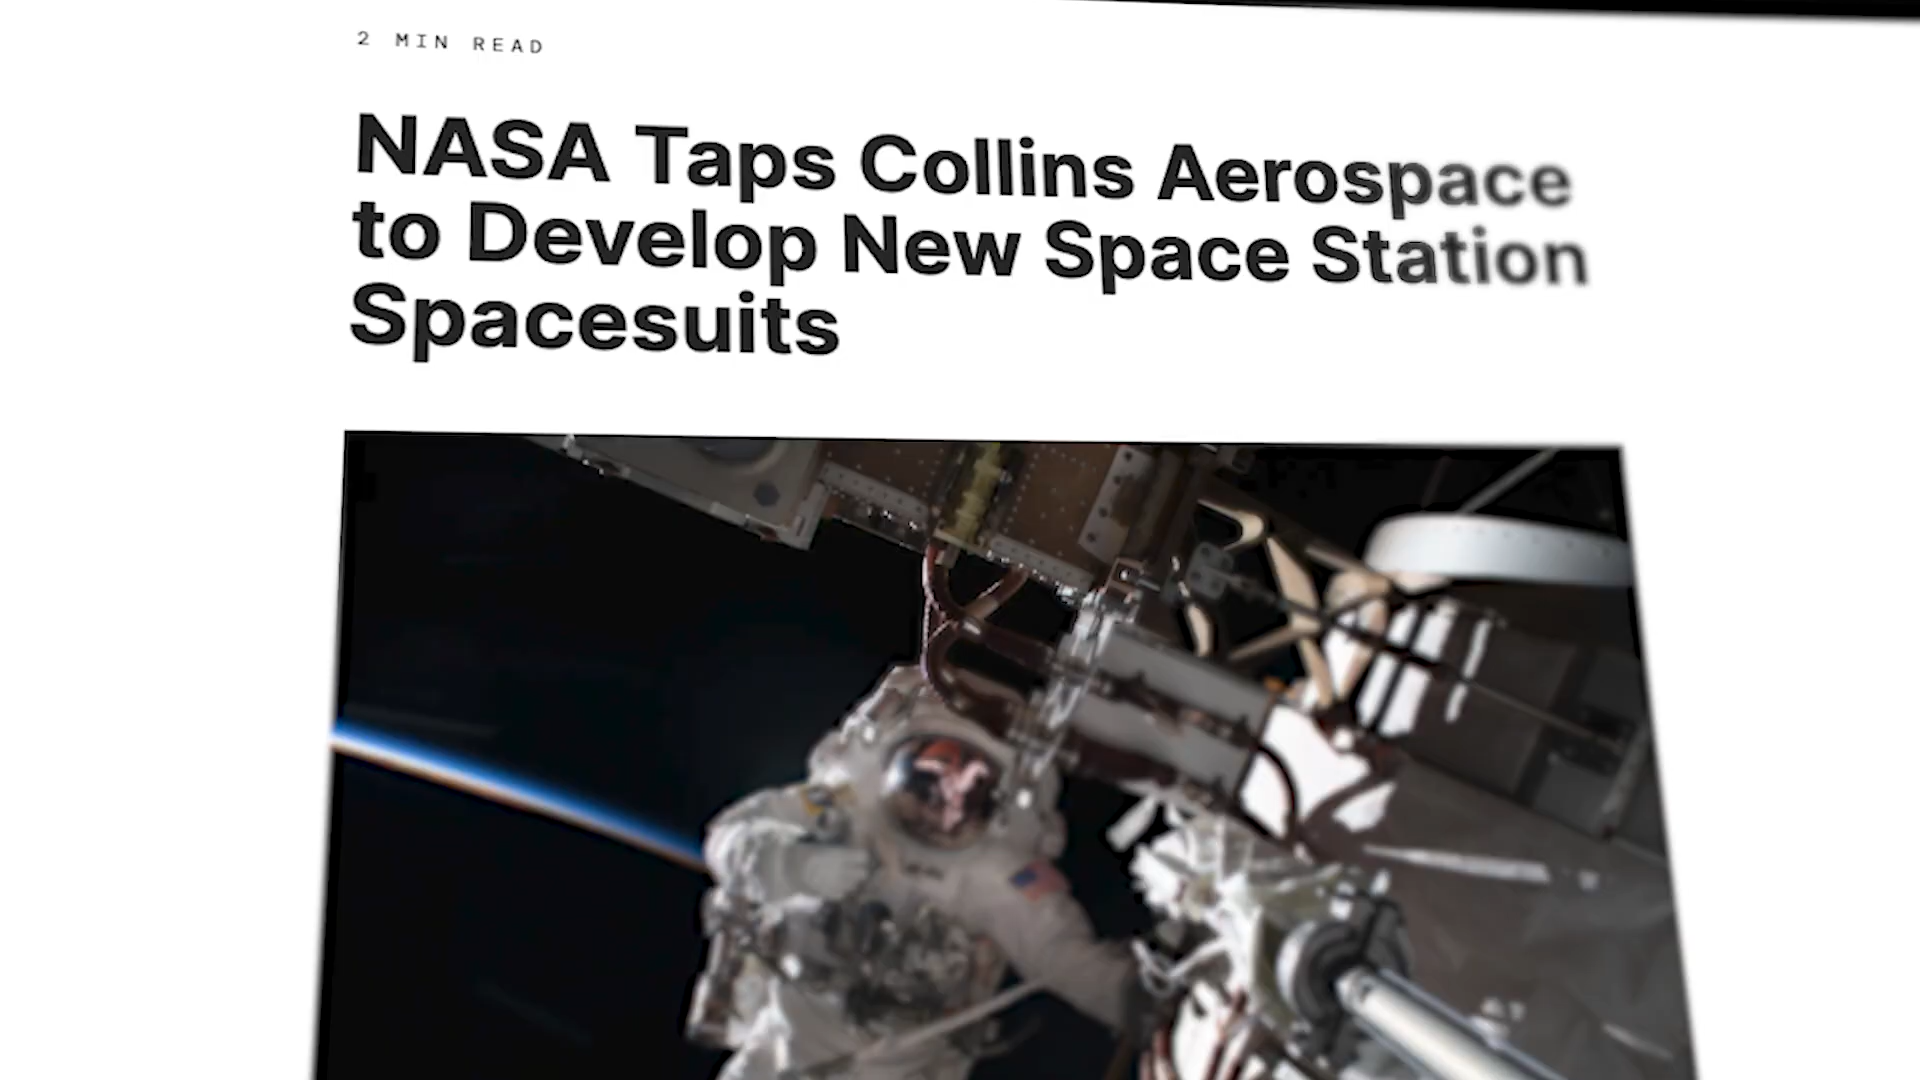 2 MIN READ
NASA Taps Collins Aerospace
to Develop New Space Station
Spacesuits